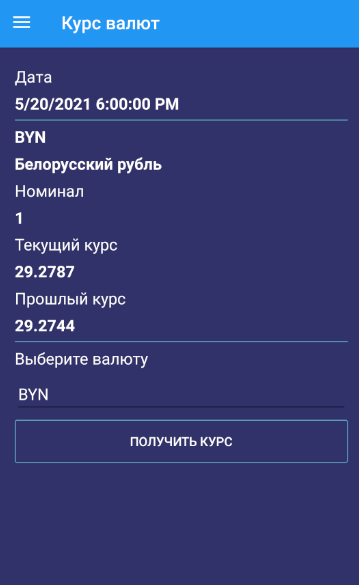 Курс валют
Дата
5/20/2021 6:00:00 PM
BYN
Белорусский рубль
Номинал
1
Текущий курс
29.2787
Прошлый курс
29.2744
Выберите валюту
BYN
ПОЛУЧИТЬ КУРС